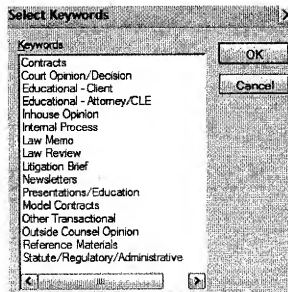 Select Keywords
Keywords
OK
Cancel
Contracts
Court Opinion/Decision
Educational - Client
Educational - Attorney/CLE
Inhouse Opinion
Internal Process
Law Memo
Law Review
Litigation Brief
Newsletters
Presentations/Education
Model Contracts
Other Transactional
Outside Counsel Opinion
Reference Materials
Statute/Regulatory/Administrative